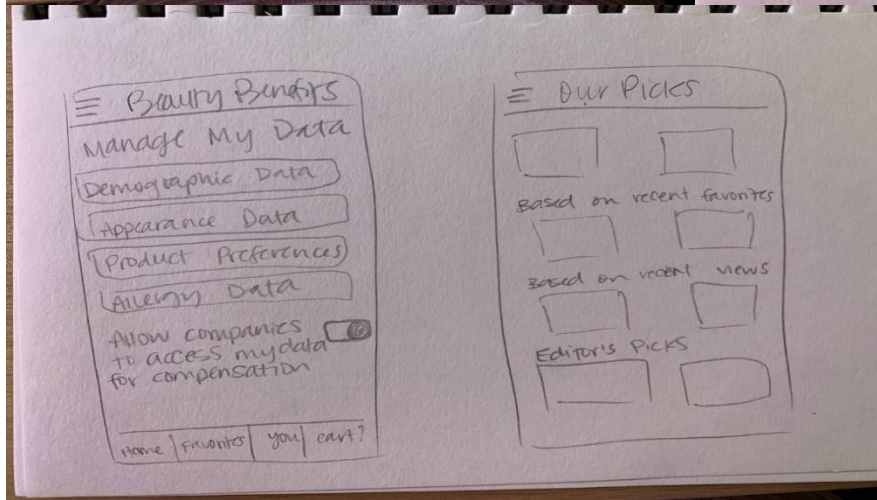 Beauty Benefits
Manage My Data
Demographic Data
Appearance Data
Product Preferences
Allergy Data
Allow companies
to access my data
for compensation
Home Favorites you cart?
Our Picks
Based on recent favorites
Based on recent views
Editor's Picks